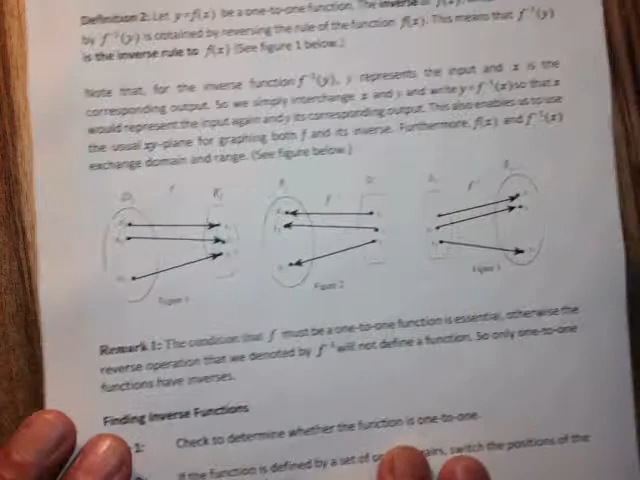 Definition 2: Let y=f(x) be a one-to-one function. The inverse of f(x),
by f⁻¹(y) is obtained by reversing the rule of the function f(x). This means that f⁻¹(y)
is the inverse rule to f(x) (See figure 1 below.)
Note that, for the inverse function f⁻¹(y), y represents the input and x is the
corresponding output. So we simply interchange x and y and write y=f⁻¹(x) so that x
would represent the input again and y its corresponding output. This also enables us to use
the usual xy-plane for graphing both f and its inverse. Furthermore, f(x) and f⁻¹(x)
exchange domain and range. (See figure below.)
f
Figure 1
Figure 2
Figure 3
Remark 1: The condition that f must be a one-to-one function is essential, otherwise the
reverse operation that we denoted by f⁻¹ will not define a function. So only one-to-one
functions have inverses.
Finding Inverse Functions
1: Check to determine whether the function is one-to-one.
If the function is defined by a set of pairs, switch the positions of the